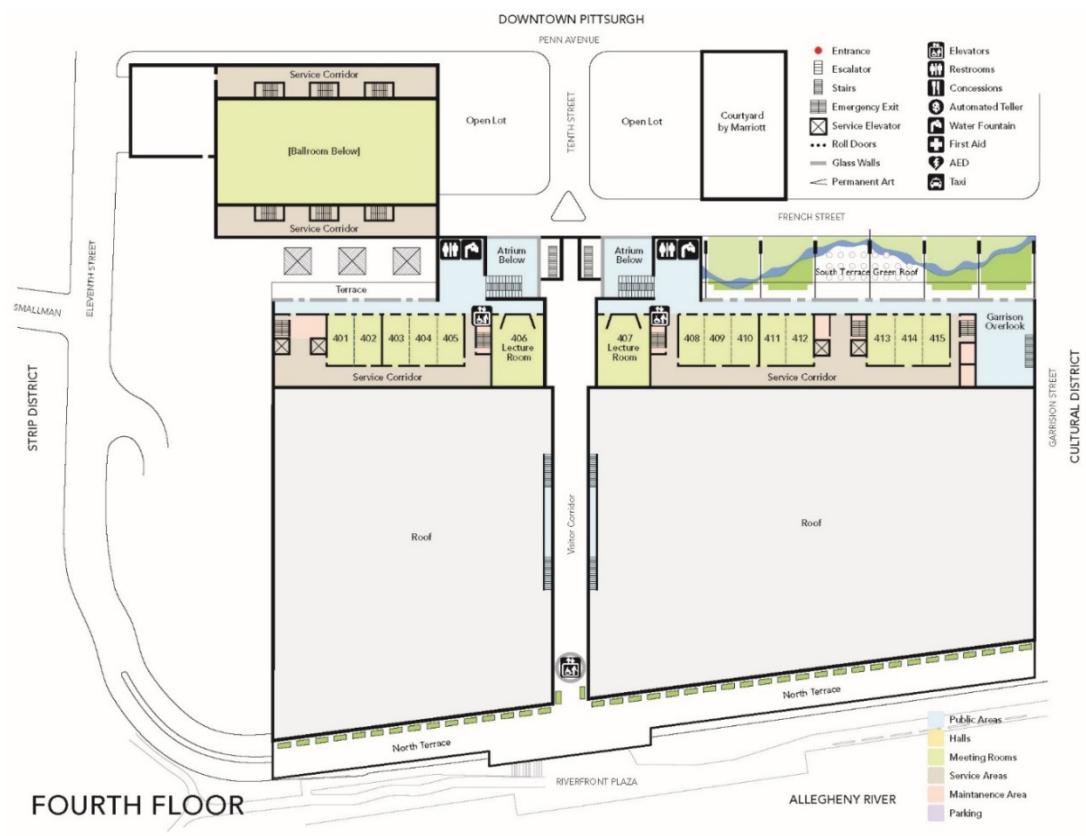 DOWNTOWN PITTSURGH
PENN AVENUE
Service Corridor
[Ballroom Below]
Service Corridor
Open Lot
TENTH STREET
Open Lot
Courtyard
by Marriott
Entrance
Escalator
Stairs
Emergency Exit
Service Elevator
Roll Doors
Glass Walls
Permanent Art
Elevators
Restrooms
Concessions
Automated Teller
Water Fountain
First Aid
AED
Taxi
FRENCH STREET
ELEVENTH STREET
SMALLMAN
STRIP DISTRICT
Terrace
Atrium
Below
Atrium
Below
South Terrace Green Roof
Garrison
Overlook
401
402
403
404
405
406
Lecture
Room
407
Lecture
Room
408
409
410
411
412
413
414
415
Service Corridor
Service Corridor
GARRISION STREET
CULTURAL DISTRICT
Roof
Visitor Corridor
Roof
North Terrace
North Terrace
RIVERFRONT PLAZA
ALLEGHENY RIVER
Public Areas
Halls
Meeting Rooms
Service Areas
Maintanence Area
Parking
FOURTH FLOOR